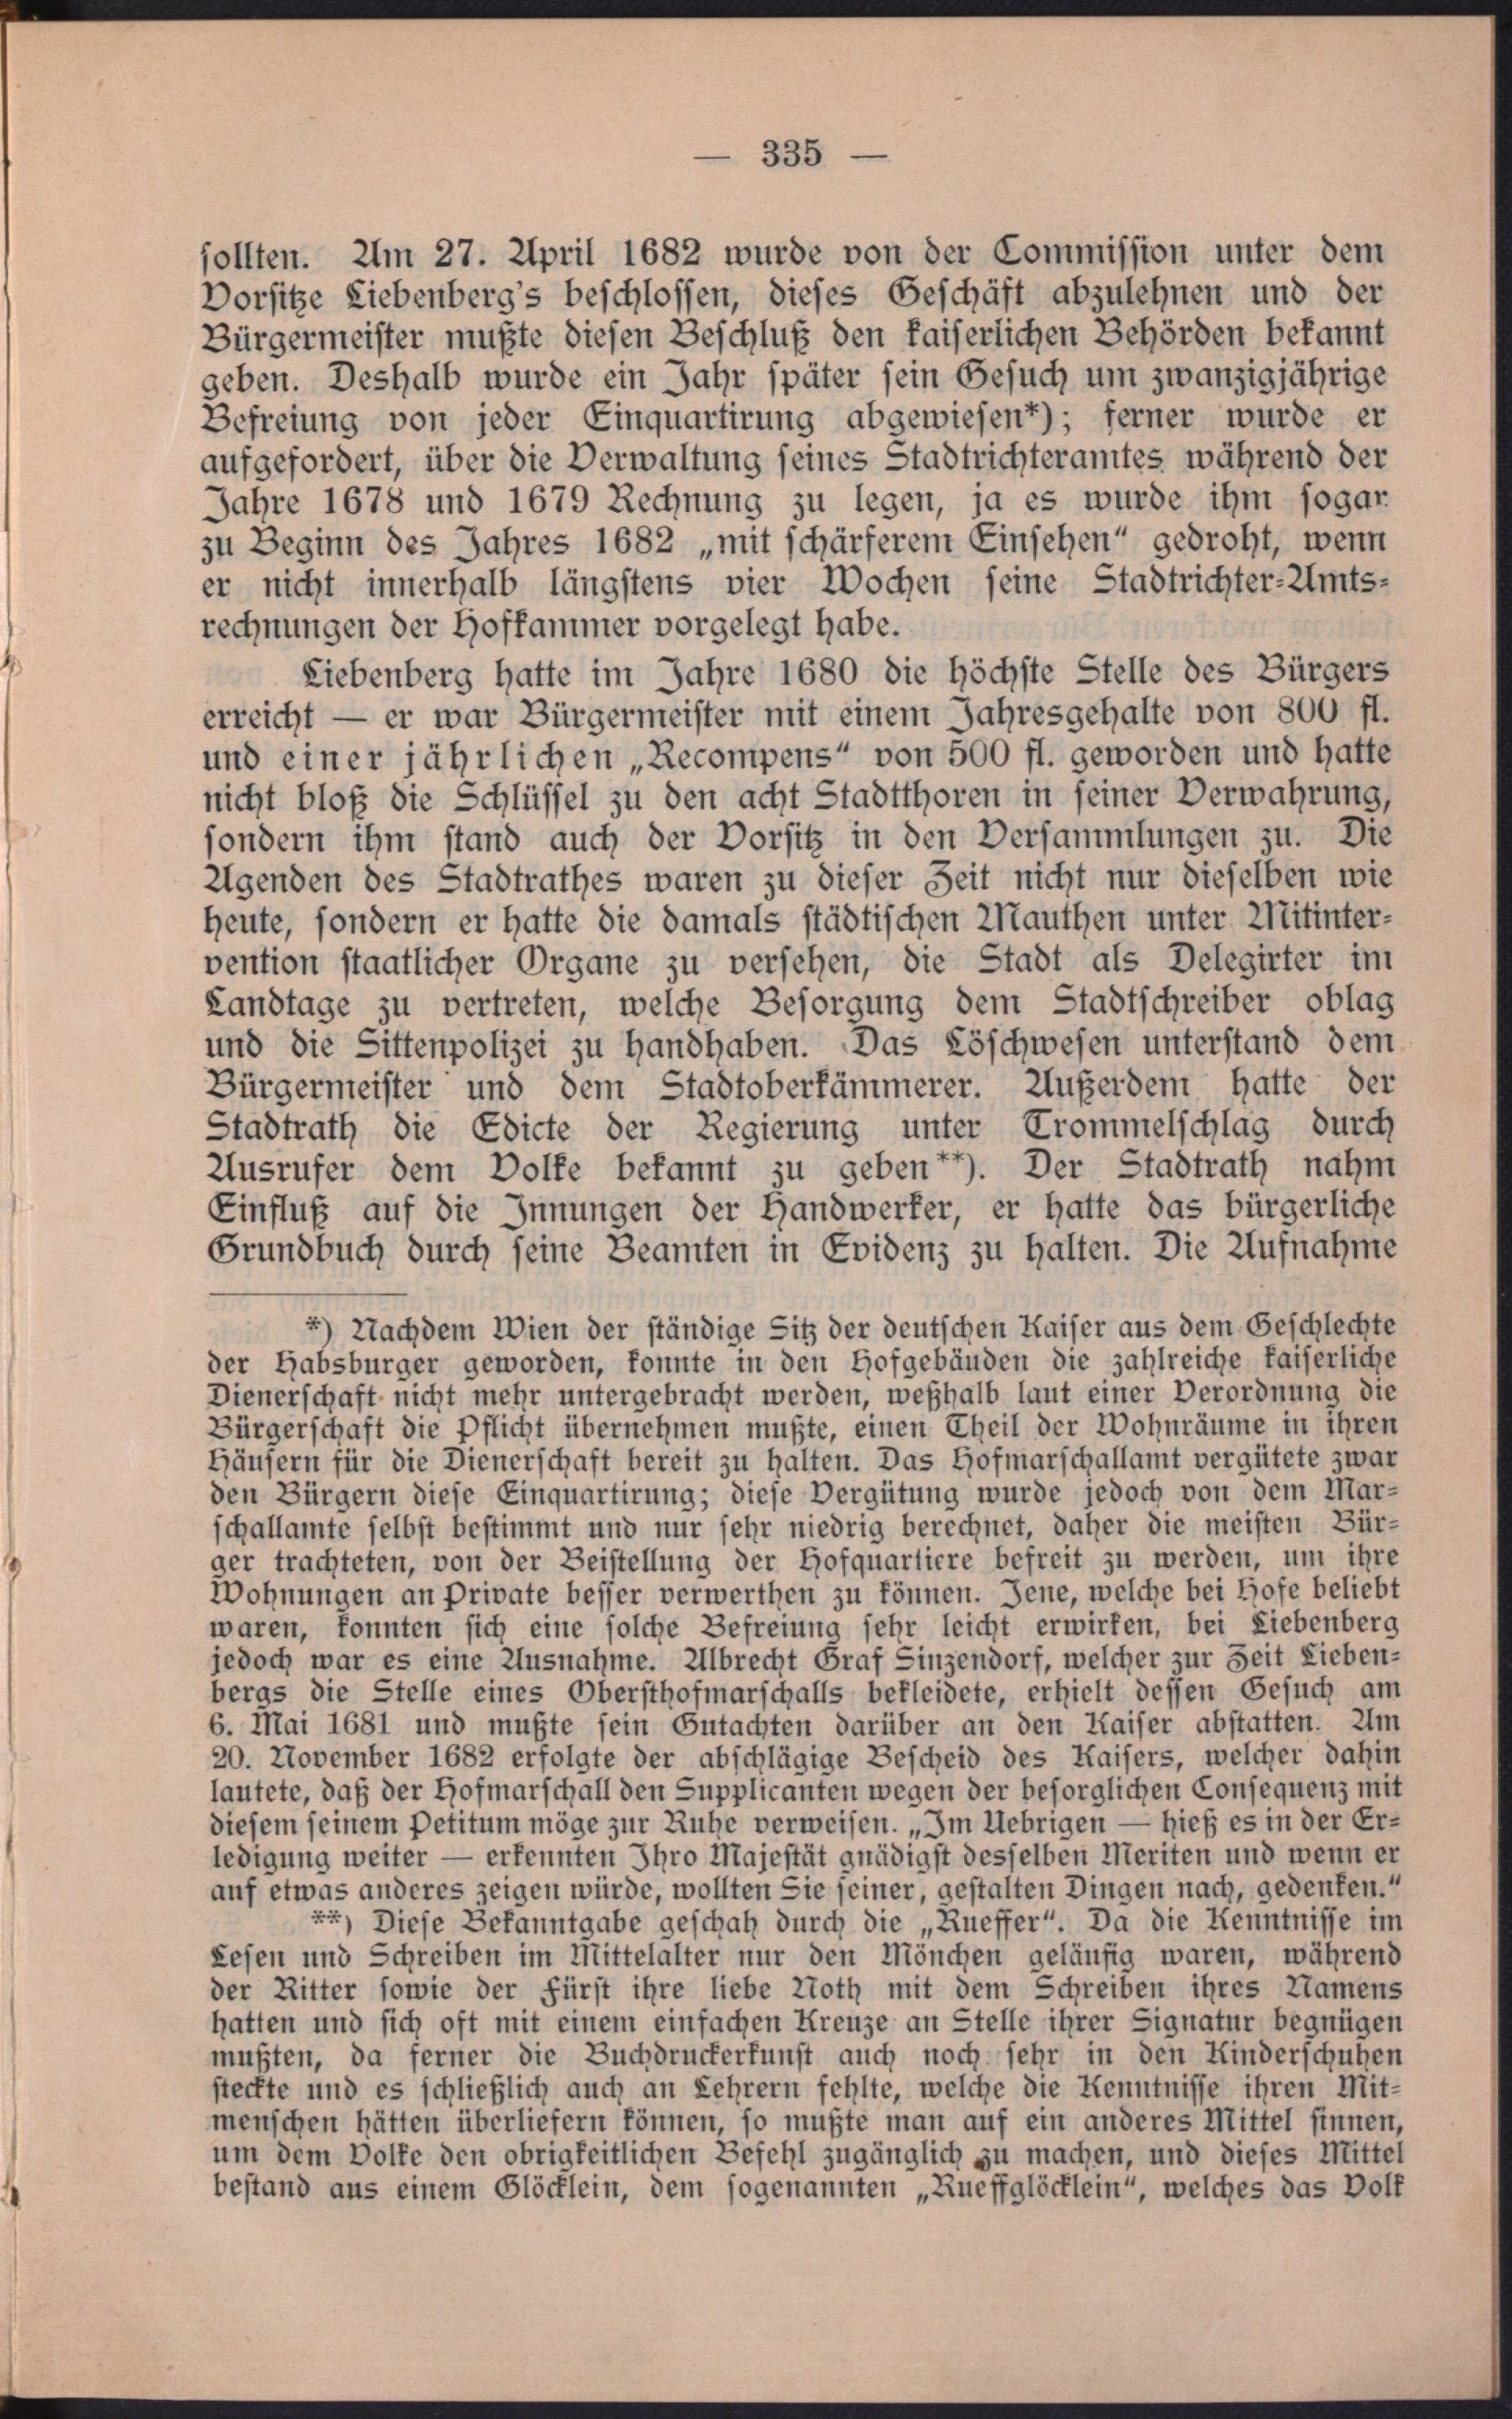 — 335 —
sollten. Am 27. April 1682 wurde von der Commission unter dem
Vorsitze Liebenberg's beschlossen, dieses Geschäft abzulehnen und der
Bürgermeister mußte diesen Beschluß den kaiserlichen Behörden bekannt
geben. Deshalb wurde ein Jahr später sein Gesuch um zwanzigjährige
Befreiung von jeder Einquartirung abgewiesen*); ferner wurde er
aufgefordert, über die Verwaltung seines Stadtrichteramtes während der
Jahre 1678 und 1679 Rechnung zu legen, ja es wurde ihm sogar
zu Beginn des Jahres 1682 „mit schärferem Einsehen“ gedroht, wenn
er nicht innerhalb längstens vier Wochen seine Stadtrichter-Amts-
rechnungen der Hofkammer vorgelegt habe.
Liebenberg hatte im Jahre 1680 die höchste Stelle des Bürgers
erreicht — er war Bürgermeister mit einem Jahresgehalte von 800 fl.
und einer jährlichen „Recompens“ von 500 fl. geworden und hatte
nicht bloß die Schlüssel zu den acht Stadtthoren in seiner Verwahrung,
sondern ihm stand auch der Vorsitz in den Versammlungen zu. Die
Agenden des Stadtrathes waren zu dieser Zeit nicht nur dieselben wie
heute, sondern er hatte die damals städtischen Mauthen unter Mitinter-
vention staatlicher Organe zu versehen, die Stadt als Delegirter im
Landtage zu vertreten, welche Besorgung dem Stadtschreiber oblag
und die Sittenpolizei zu handhaben. Das Löschwesen unterstand dem
Bürgermeister und dem Stadtoberkämmerer. Außerdem hatte der
Stadtrath die Edicte der Regierung unter Trommelschlag durch
Ausrufer dem Volke bekannt zu geben**). Der Stadtrath nahm
Einfluß auf die Innungen der Handwerker, er hatte das bürgerliche
Grundbuch durch seine Beamten in Evidenz zu halten. Die Aufnahme
*) Nachdem Wien der ständige Sitz der deutschen Kaiser aus dem Geschlechte
der Habsburger geworden, konnte in den Hofgebäuden die zahlreiche kaiserliche
Dienerschaft nicht mehr untergebracht werden, weßhalb laut einer Verordnung die
Bürgerschaft die Pflicht übernehmen mußte, einen Theil der Wohnräume in ihren
Häusern für die Dienerschaft bereit zu halten. Das Hofmarschallamt vergütete zwar
den Bürgern diese Einquartirung; diese Vergütung wurde jedoch von dem Mar-
schallamte selbst bestimmt und nur sehr niedrig berechnet, daher die meisten Bür-
ger trachteten, von der Beistellung der Hofquartiere befreit zu werden, um ihre
Wohnungen an Private besser verwerthen zu können. Jene, welche bei Hofe beliebt
waren, konnten sich eine solche Befreiung sehr leicht erwirken, bei Liebenberg
jedoch war es eine Ausnahme. Albrecht Graf Sinzendorf, welcher zur Zeit Lieben-
bergs die Stelle eines Obersthofmarschalls bekleidete, erhielt dessen Gesuch am
6. Mai 1681 und mußte sein Gutachten darüber an den Kaiser abstatten. Am
20. November 1682 erfolgte der abschlägige Bescheid des Kaisers, welcher dahin
lautete, daß der Hofmarschall den Supplicanten wegen der besorglichen Consequenz mit
diesem seinem Petitum möge zur Ruhe verweisen. „Im Uebrigen — hieß es in der Er-
ledigung weiter — erkennten Ihro Majestät gnädigst desselben Meriten und wenn er
auf etwas anderes zeigen würde, wollten Sie seiner, gestalten Dingen nach, gedenken.“
**) Diese Bekanntgabe geschah durch die „Rueffer“. Da die Kenntnisse im
Lesen und Schreiben im Mittelalter nur den Mönchen geläufig waren, während
der Ritter sowie der Fürst ihre liebe Noth mit dem Schreiben ihres Namens
hatten und sich oft mit einem einfachen Kreuze an Stelle ihrer Signatur begnügen
mußten, da ferner die Buchdruckerkunst auch noch sehr in den Kinderschuhen
steckte und es schließlich auch an Lehrern fehlte, welche die Kenntnisse ihren Mit-
menschen hätten überliefern können, so mußte man auf ein anderes Mittel sinnen,
um dem Volke den obrigkeitlichen Befehl zugänglich zu machen, und dieses Mittel
bestand aus einem Glöcklein, dem sogenannten „Rueffglöcklein“, welches das Volk